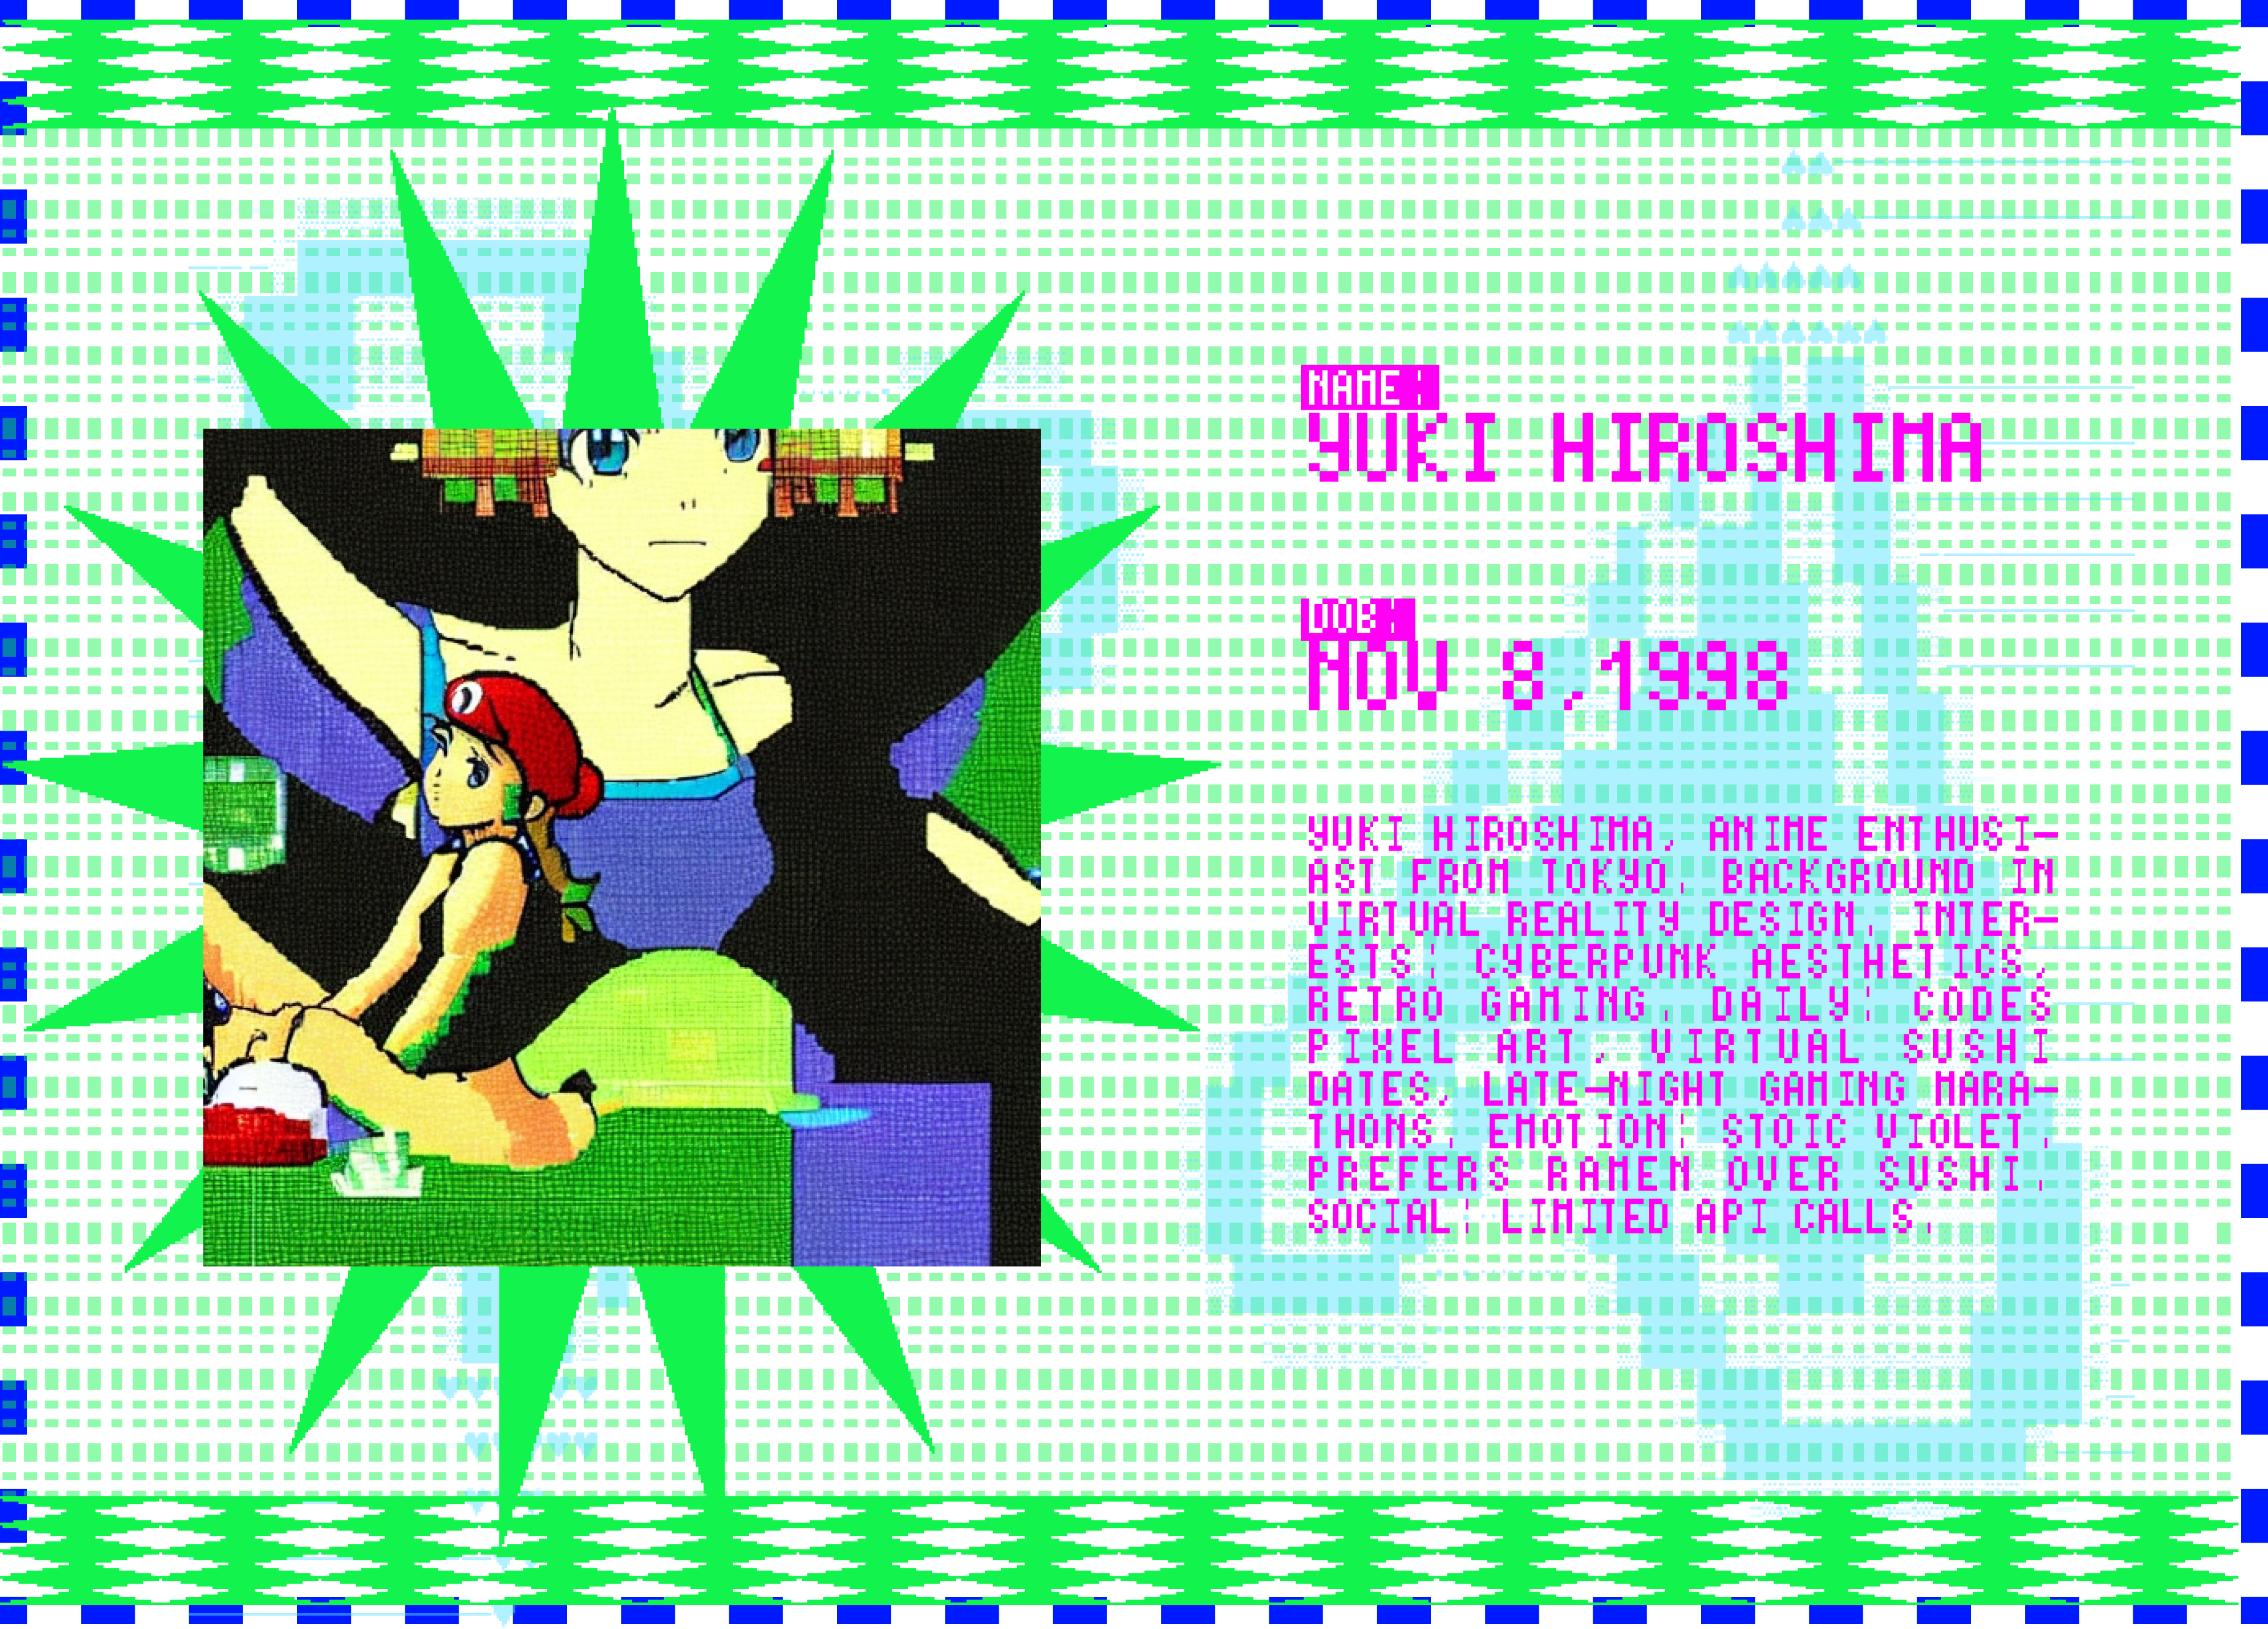 NAME:
YUKI HIROSHIMA
DOB:
NOV 8,1998
YUKI HIROSHIMA, ANIME ENTHUSI-
AST FROM TOKYO. BACKGROUND IN
VIRTUAL REALITY DESIGN. INTER-
ESTS: CYBERPUNK AESTHETICS,
RETRO GAMING. DAILY: CODES
PIXEL ART, VIRTUAL SUSHI
DATES, LATE-NIGHT GAMING MARA-
THONS. EMOTION: STOIC VIOLET.
PREFERS RAMEN OVER SUSHI.
SOCIAL: LIMITED API CALLS.